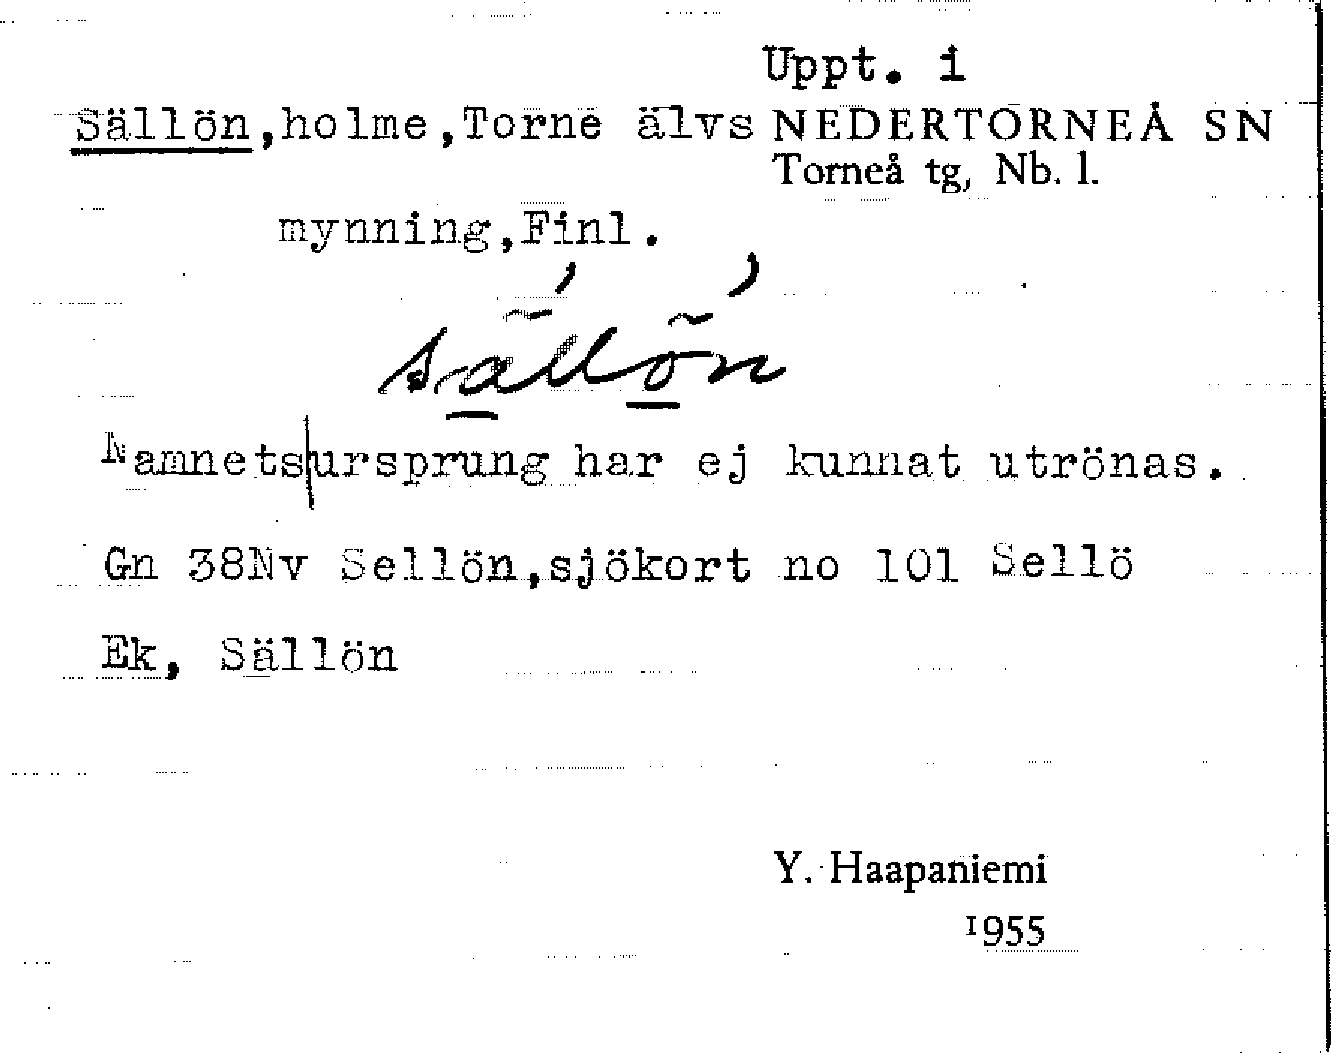 Uppt. i
Sällön,holme,Torne älvs NEDERTORNEÅ SN
Torneå tg, Nb. l.
mynning,Finl.
sällön
Namnets|ursprung har ej kunnat utrönas.
Gn 38Nv Sellön,sjökort no 101 Sellö
Ek, Sällön
Y. Haapaniemi
1955